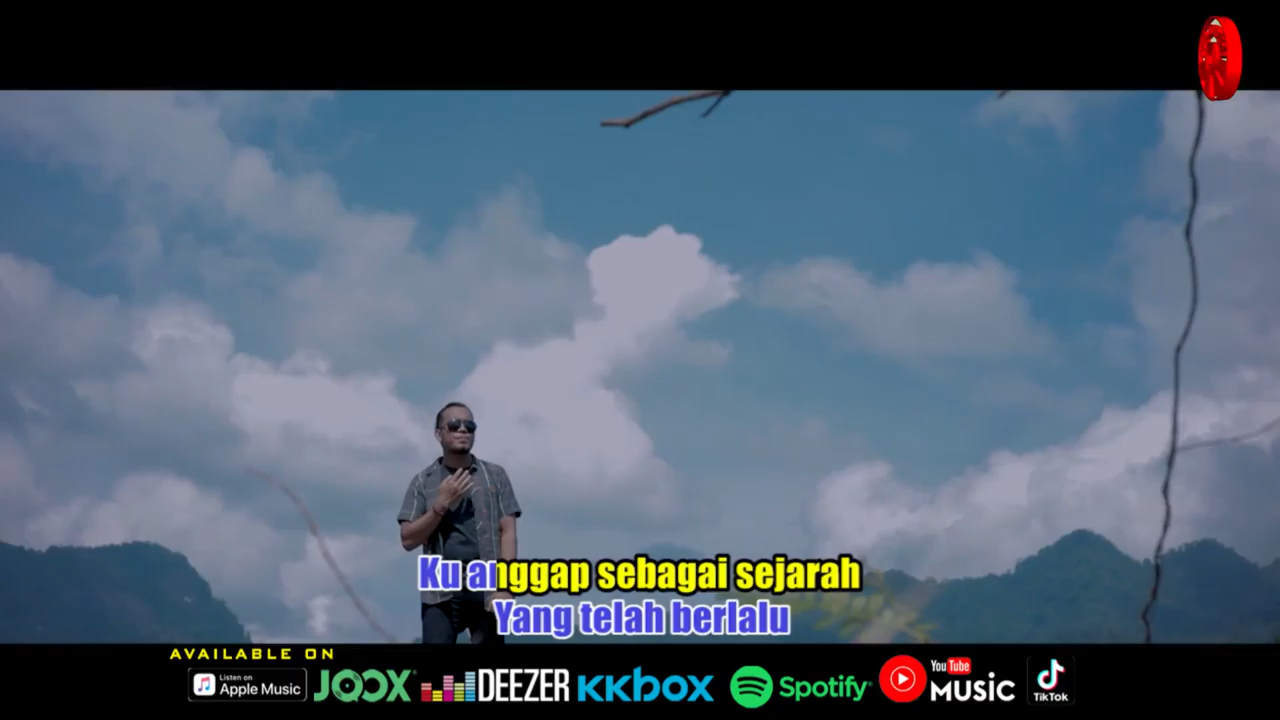 Ku anggap sebagai sejarah
Yang telah berlalu
AVAILABLE ON
Listen on
Apple Music
JOOX
DEEZER
KKBOX
Spotify
YouTube
MUSIC
TikTok